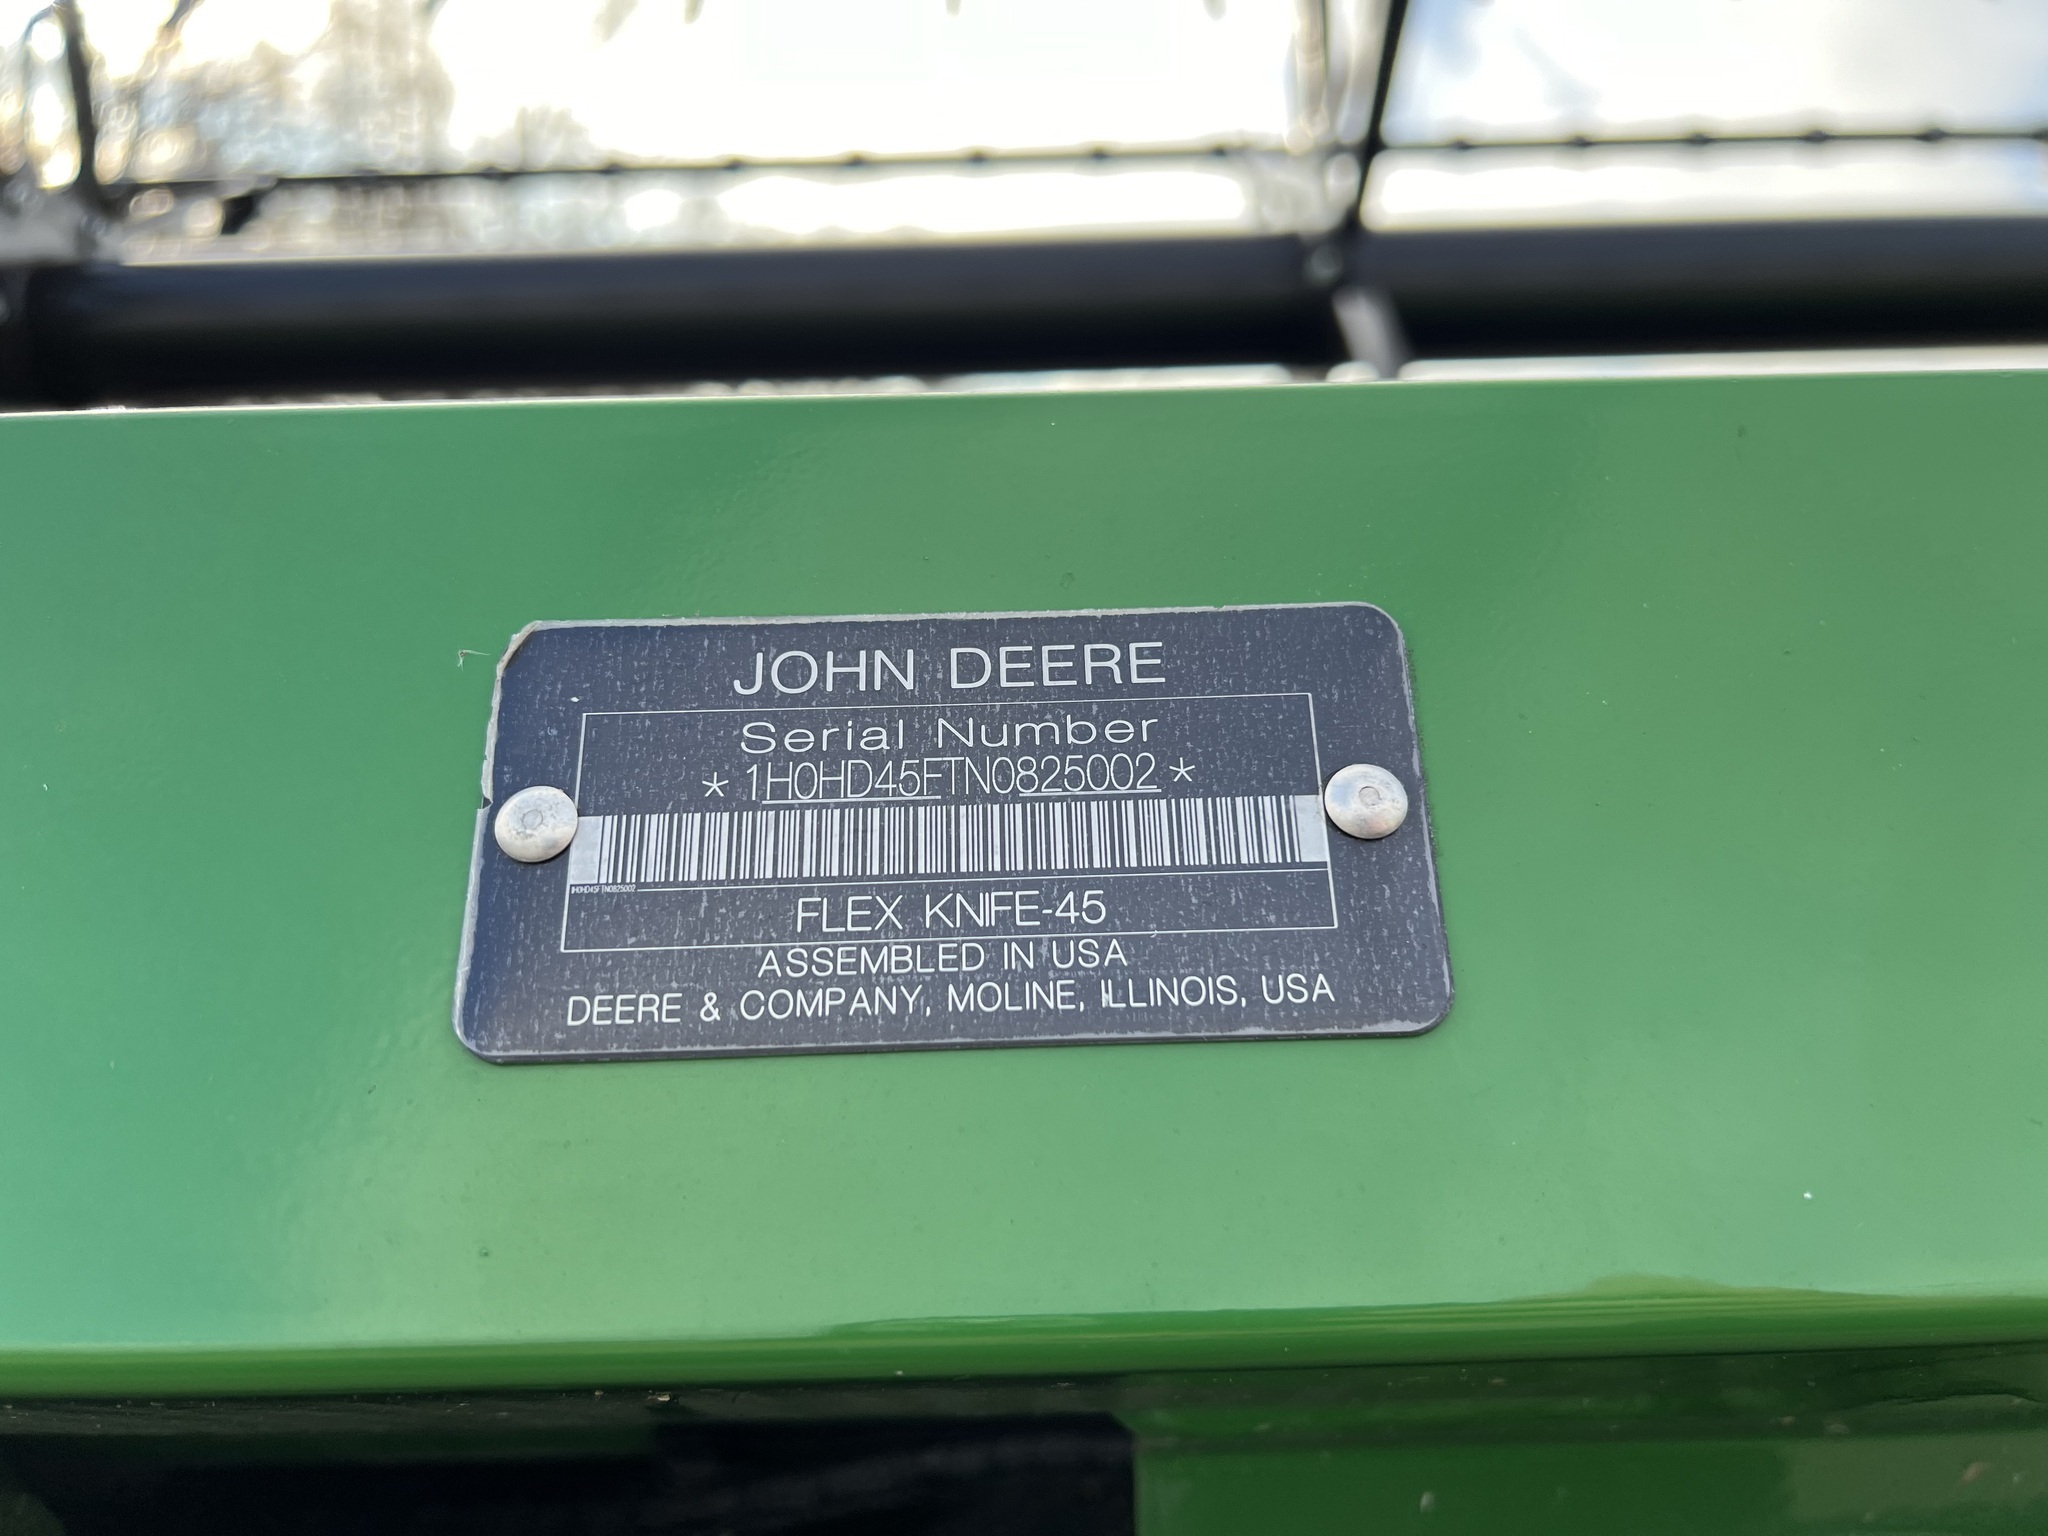 JOHN DEERE
Serial Number
*1H0HD45FTN0825002*
1H0HD45FTN0825002
FLEX KNIFE-45
ASSEMBLED IN USA
DEERE & COMPANY, MOLINE, ILLINOIS, USA